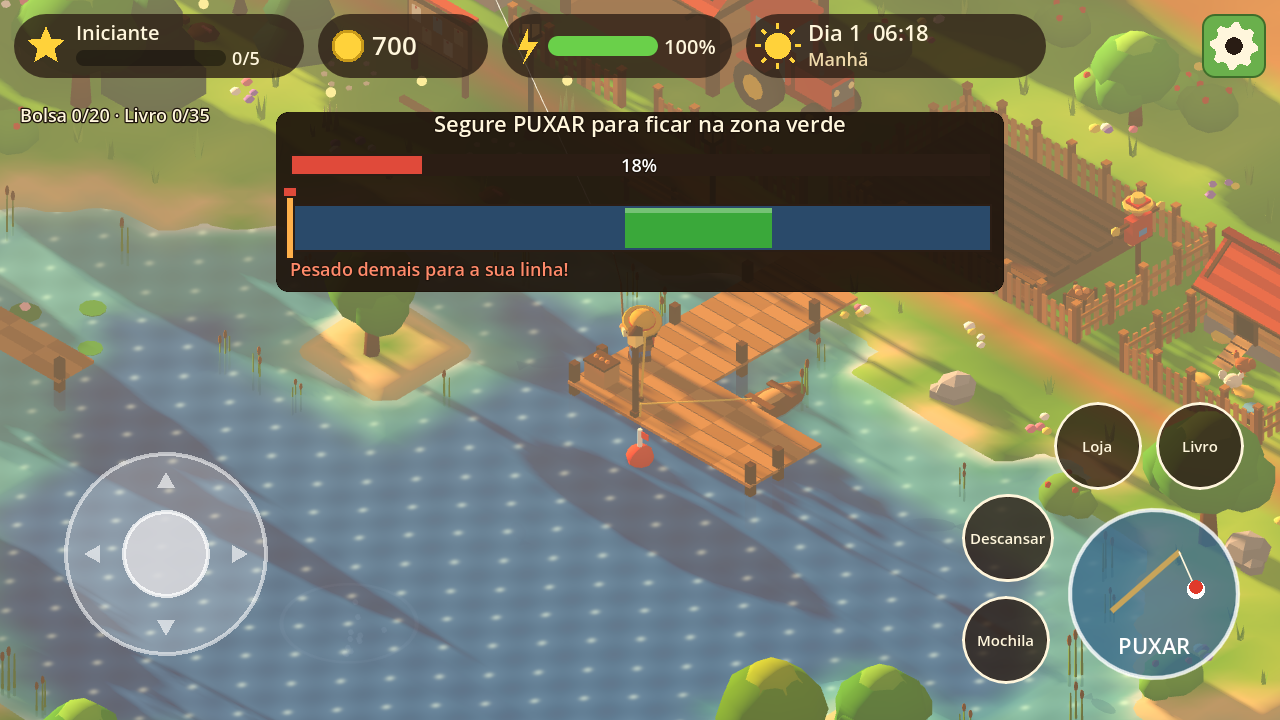 Iniciante
0/5
700
100%
Dia 1 06:18
Manhã
Bolsa 0/20 · Livro 0/35
Segure PUXAR para ficar na zona verde
18%
Pesado demais para a sua linha!
Loja
Livro
Descansar
Mochila
PUXAR